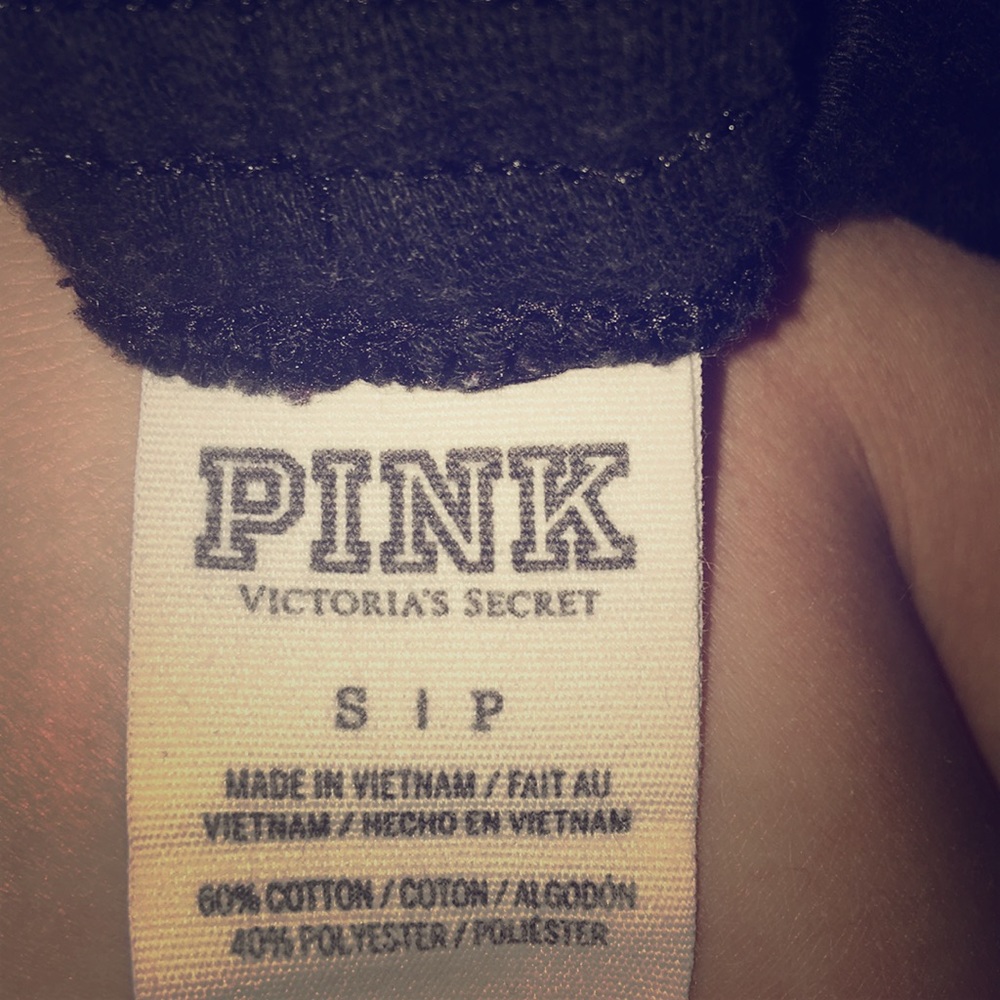 PINK
VICTORIA'S SECRET
S | P
MADE IN VIETNAM / FAIT AU
VIETNAM / HECHO EN VIETNAM
60% COTTON / COTON / ALGODÓN
40% POLYESTER / POLIÉSTER